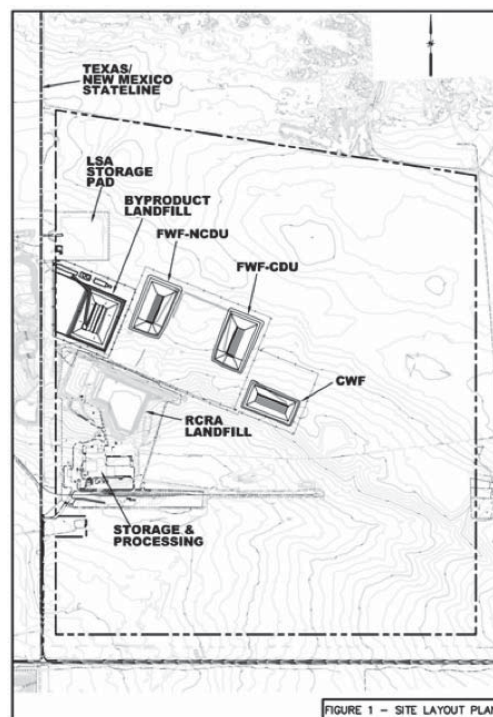 TEXAS/
NEW MEXICO
STATELINE
LSA
STORAGE
PAD
BYPRODUCT
LANDFILL
FWF-NCDU
FWF-CDU
CWF
RCRA
LANDFILL
STORAGE &
PROCESSING
FIGURE 1 - SITE LAYOUT PLAN